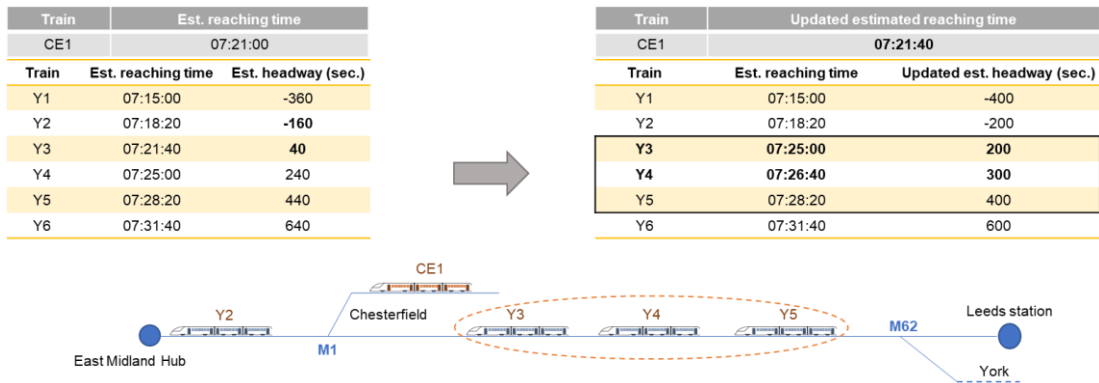 Train Est. reaching time
CE1 07:21:00
Train Est. reaching time Est. headway (sec.)
Y1 07:15:00 -360
Y2 07:18:20 -160
Y3 07:21:40 40
Y4 07:25:00 240
Y5 07:28:20 440
Y6 07:31:40 640
Train Updated estimated reaching time
CE1 07:21:40
Train Est. reaching time Updated est. headway (sec.)
Y1 07:15:00 -400
Y2 07:18:20 -200
Y3 07:25:00 200
Y4 07:26:40 300
Y5 07:28:20 400
Y6 07:31:40 600
CE1
Y2 Chesterfield Y3 Y4 Y5 Leeds station
M1 M62
East Midland Hub
York